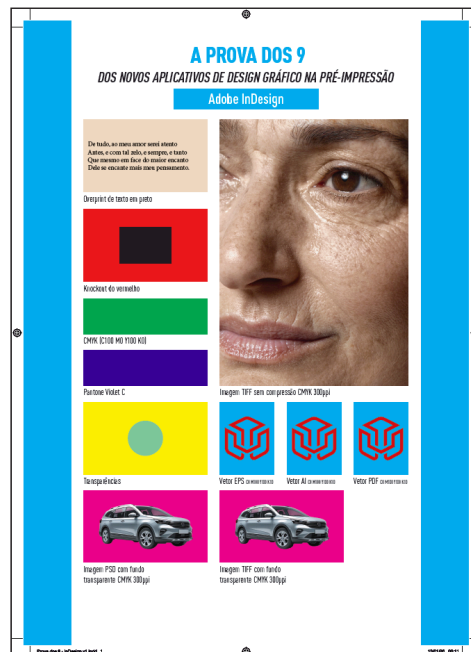 A PROVA DOS 9
DOS NOVOS APLICATIVOS DE DESIGN GRÁFICO NA PRÉ-IMPRESSÃO
Adobe InDesign
De tudo, ao meu amor serei atento
Antes, e com tal zelo, e sempre, e tanto
Que mesmo em face do maior encanto
Dele se encante mais meu pensamento.
Overprint de texto em preto
Knockout do vermelho
CMYK (C100 M0 Y100 K0)
Pantone Violet C
Imagem TIFF sem compressão CMYK 300ppi
Transparências
Vetor EPS
Vetor AI
Vetor PDF
Imagem PSD com fundo
transparente CMYK 300ppi
Imagem TIFF com fundo
transparente CMYK 300ppi